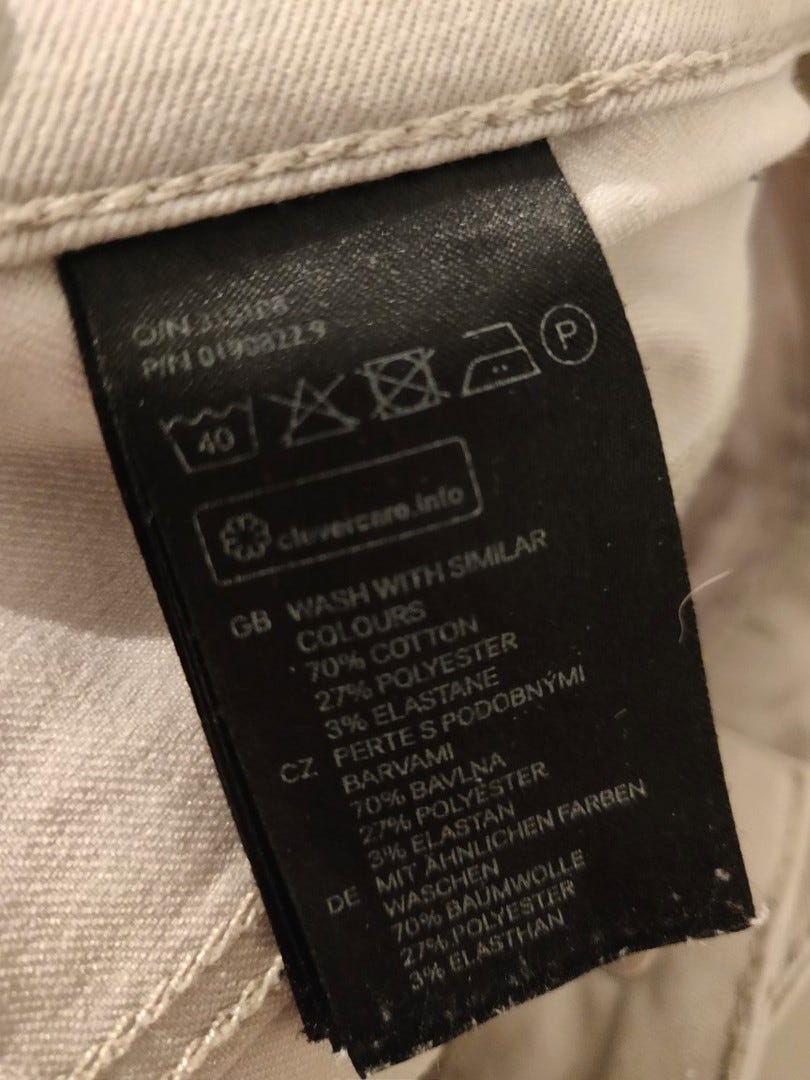 O/N
P/N 0190822 9
40
P
clevercare.info
GB WASH WITH SIMILAR
COLOURS
70% COTTON
27% POLYESTER
3% ELASTANE
CZ PERTE S PODOBNÝMI
BARVAMI
70% BAVLNA
27% POLYESTER
3% ELASTAN
DE MIT ÄHNLICHEN FARBEN
WASCHEN
70% BAUMWOLLE
27% POLYESTER
3% ELASTHAN